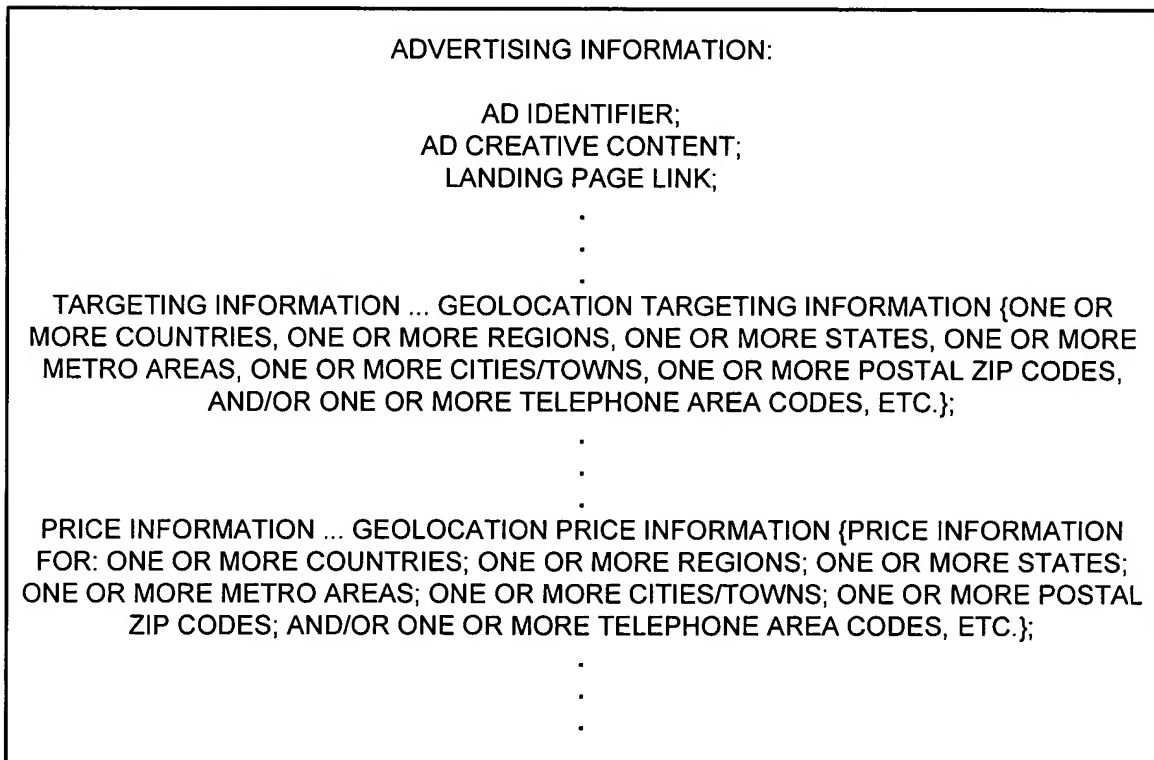 ADVERTISING INFORMATION:
AD IDENTIFIER;
AD CREATIVE CONTENT;
LANDING PAGE LINK;
.
.
.
TARGETING INFORMATION ... GEOLOCATION TARGETING INFORMATION {ONE OR
MORE COUNTRIES, ONE OR MORE REGIONS, ONE OR MORE STATES, ONE OR MORE
METRO AREAS, ONE OR MORE CITIES/TOWNS, ONE OR MORE POSTAL ZIP CODES,
AND/OR ONE OR MORE TELEPHONE AREA CODES, ETC.};
.
.
.
PRICE INFORMATION ... GEOLOCATION PRICE INFORMATION {PRICE INFORMATION
FOR: ONE OR MORE COUNTRIES; ONE OR MORE REGIONS; ONE OR MORE STATES;
ONE OR MORE METRO AREAS; ONE OR MORE CITIES/TOWNS; ONE OR MORE POSTAL
ZIP CODES; AND/OR ONE OR MORE TELEPHONE AREA CODES, ETC.};
.
.
.